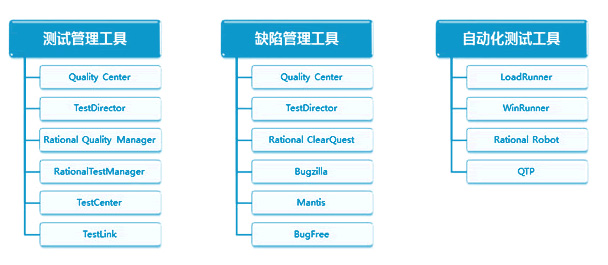 测试管理工具
Quality Center
TestDirector
Rational Quality Manager
RationalTestManager
TestCenter
TestLink
缺陷管理工具
Quality Center
TestDirector
Rational ClearQuest
Bugzilla
Mantis
BugFree
自动化测试工具
LoadRunner
WinRunner
Rational Robot
QTP